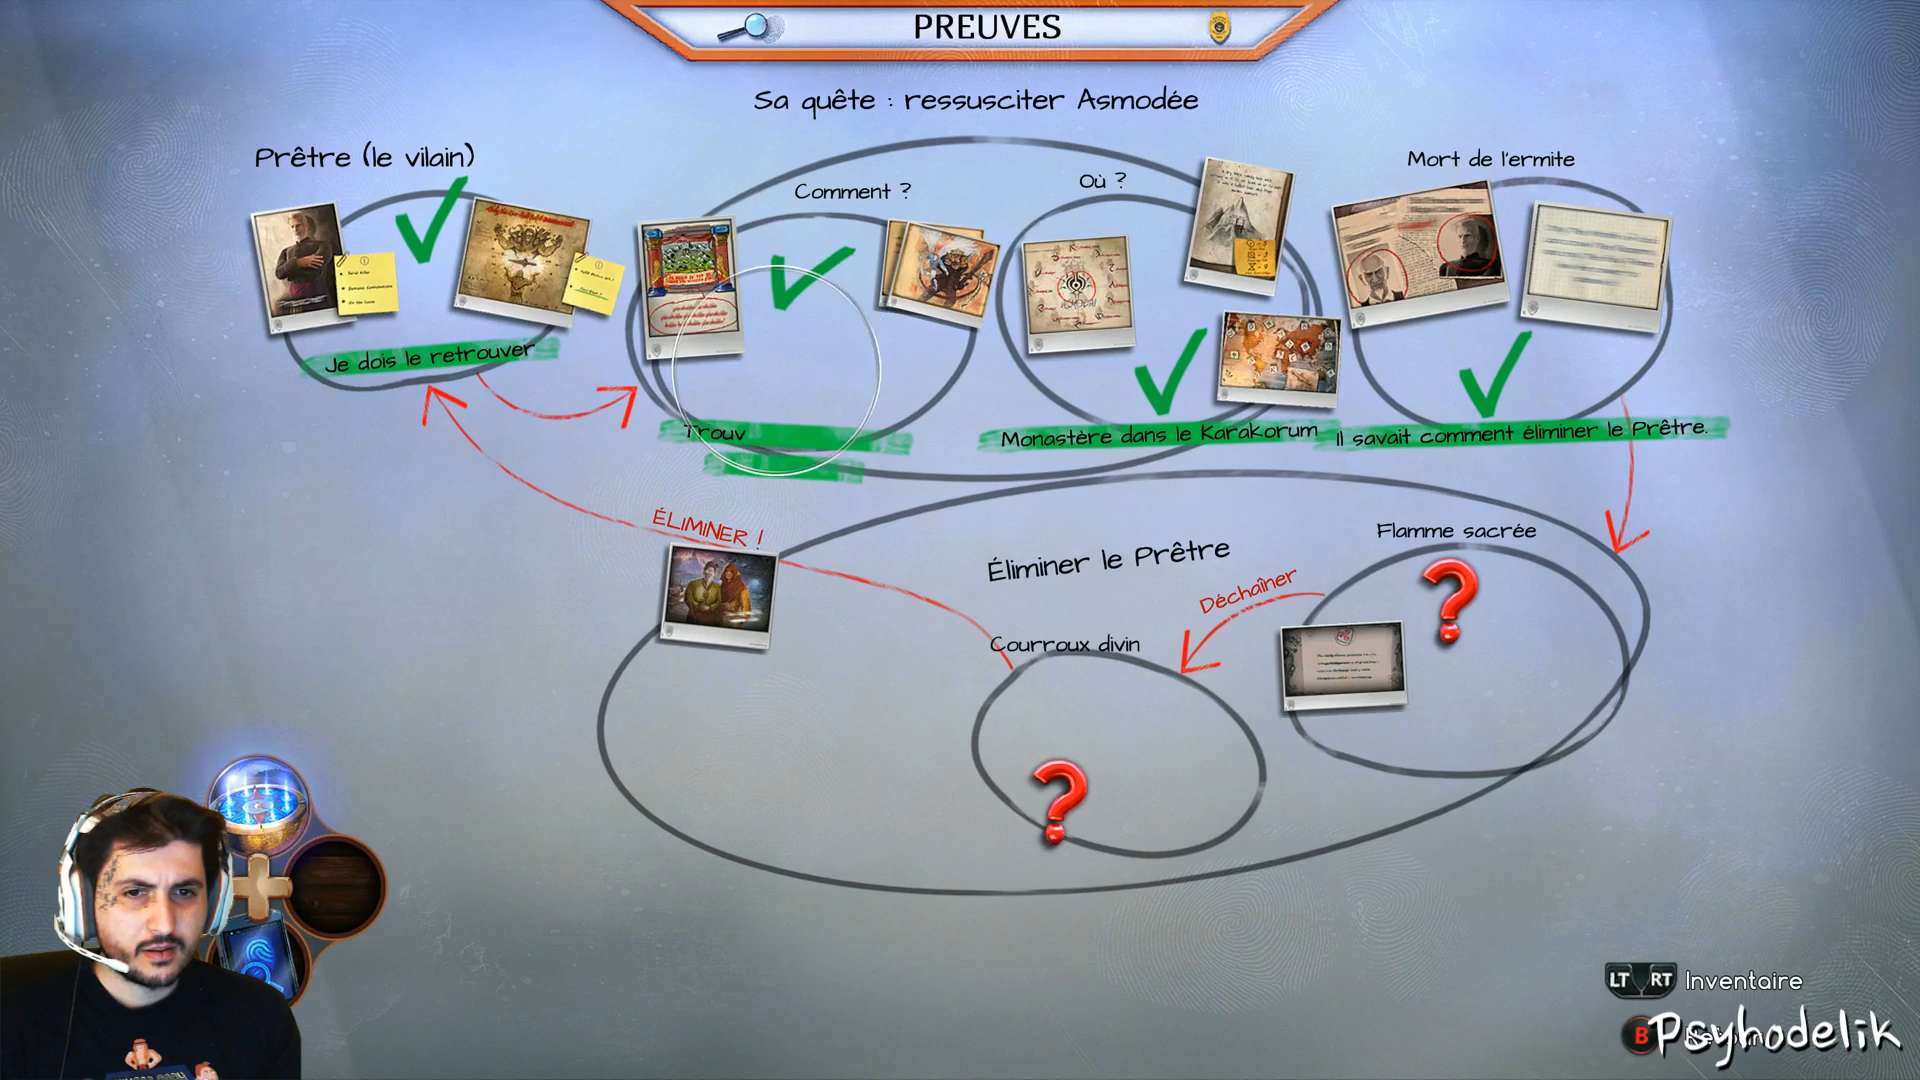 PREUVES
Sa quête : ressusciter Asmodée
Prêtre (le vilain)
Comment ?
Où ?
Mort de l'ermite
ASMODAI
Je dois le retrouver
Trouv
Monastère dans le Karakorum
Il savait comment éliminer le Prêtre.
ÉLIMINER !
Éliminer le Prêtre
Flamme sacrée
Déchaîner
Courroux divin
LT RT Inventaire
B
Psyhodelik